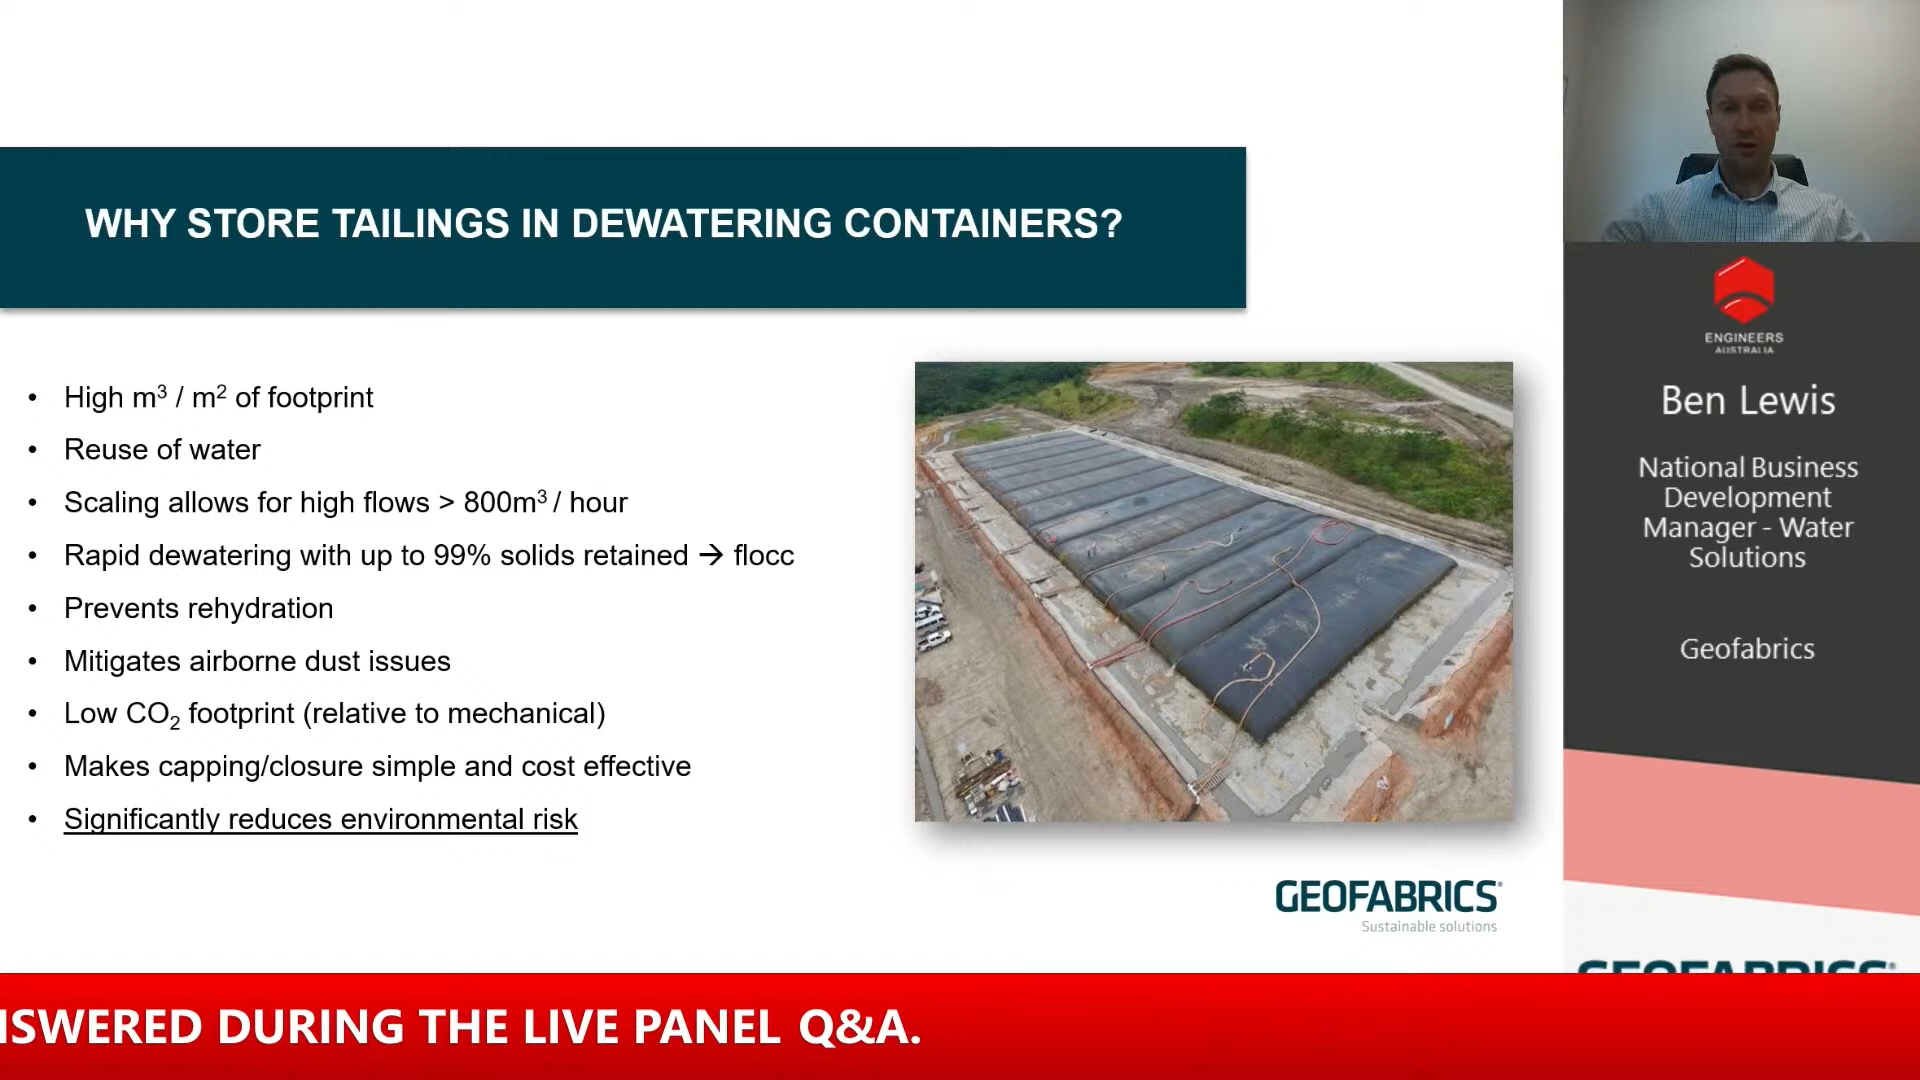 WHY STORE TAILINGS IN DEWATERING CONTAINERS?
• High m³ / m² of footprint
• Reuse of water
• Scaling allows for high flows > 800m³ / hour
• Rapid dewatering with up to 99% solids retained → flocc
• Prevents rehydration
• Mitigates airborne dust issues
• Low CO₂ footprint (relative to mechanical)
• Makes capping/closure simple and cost effective
• Significantly reduces environmental risk
GEOFABRICS®
Sustainable solutions
ENGINEERS
AUSTRALIA
Ben Lewis
National Business
Development
Manager - Water
Solutions
Geofabrics
GEOFABRICS®
NSWERED DURING THE LIVE PANEL Q&A.